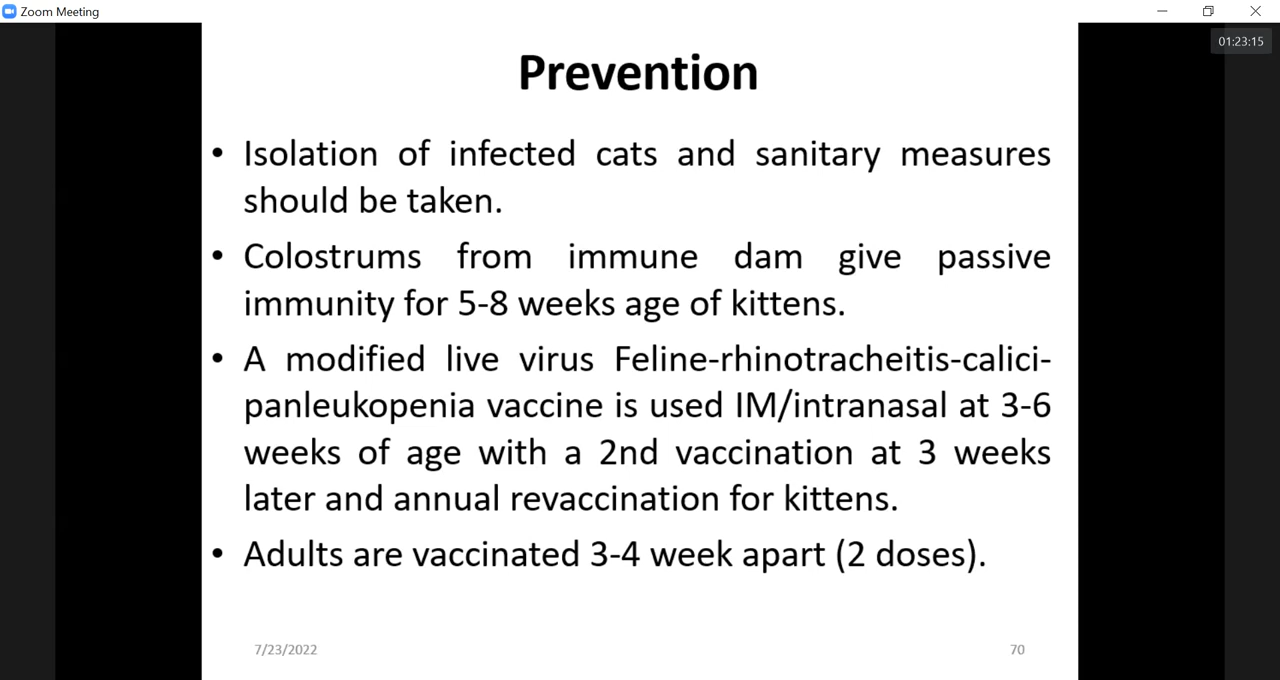 Zoom Meeting
01:23:15
Prevention
• Isolation of infected cats and sanitary measures
should be taken.
• Colostrums from immune dam give passive
immunity for 5-8 weeks age of kittens.
• A modified live virus Feline-rhinotracheitis-calici-
panleukopenia vaccine is used IM/intranasal at 3-6
weeks of age with a 2nd vaccination at 3 weeks
later and annual revaccination for kittens.
• Adults are vaccinated 3-4 week apart (2 doses).
7/23/2022
70